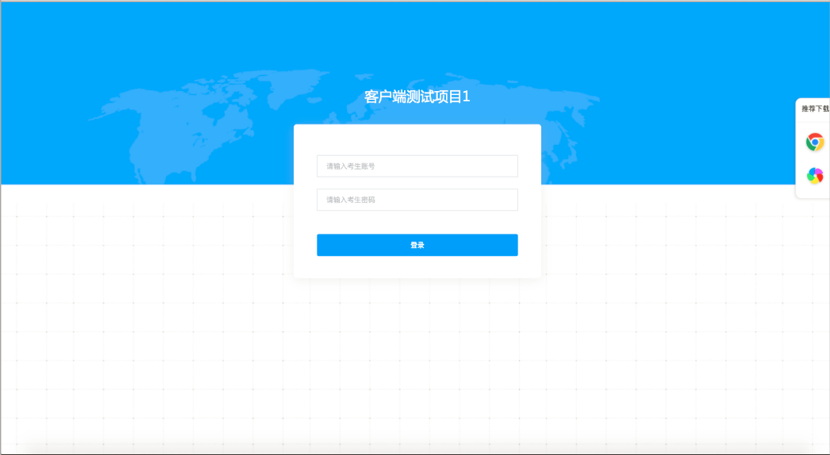 客户端测试项目1
推荐下载
请输入考生账号
请输入考生密码
登录